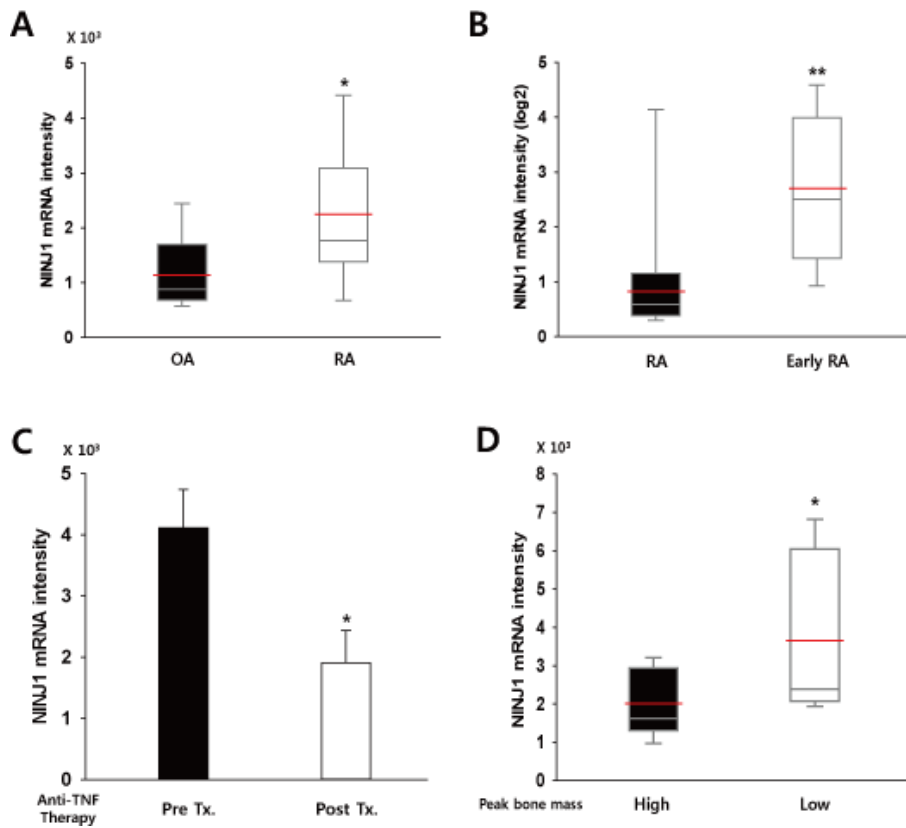 A
X 10³
NINJ1 mRNA intensity
5
4
3
2
1
0
*
OA
RA
B
NINJ1 mRNA intensity (log2)
5
4
3
2
1
0
**
RA
Early RA
C
X 10³
NINJ1 mRNA intensity
5
4
3
2
1
0
*
Anti-TNF
Therapy
Pre Tx.
Post Tx.
D
X 10³
NINJ1 mRNA intensity
8
7
6
5
4
3
2
1
0
*
Peak bone mass
High
Low